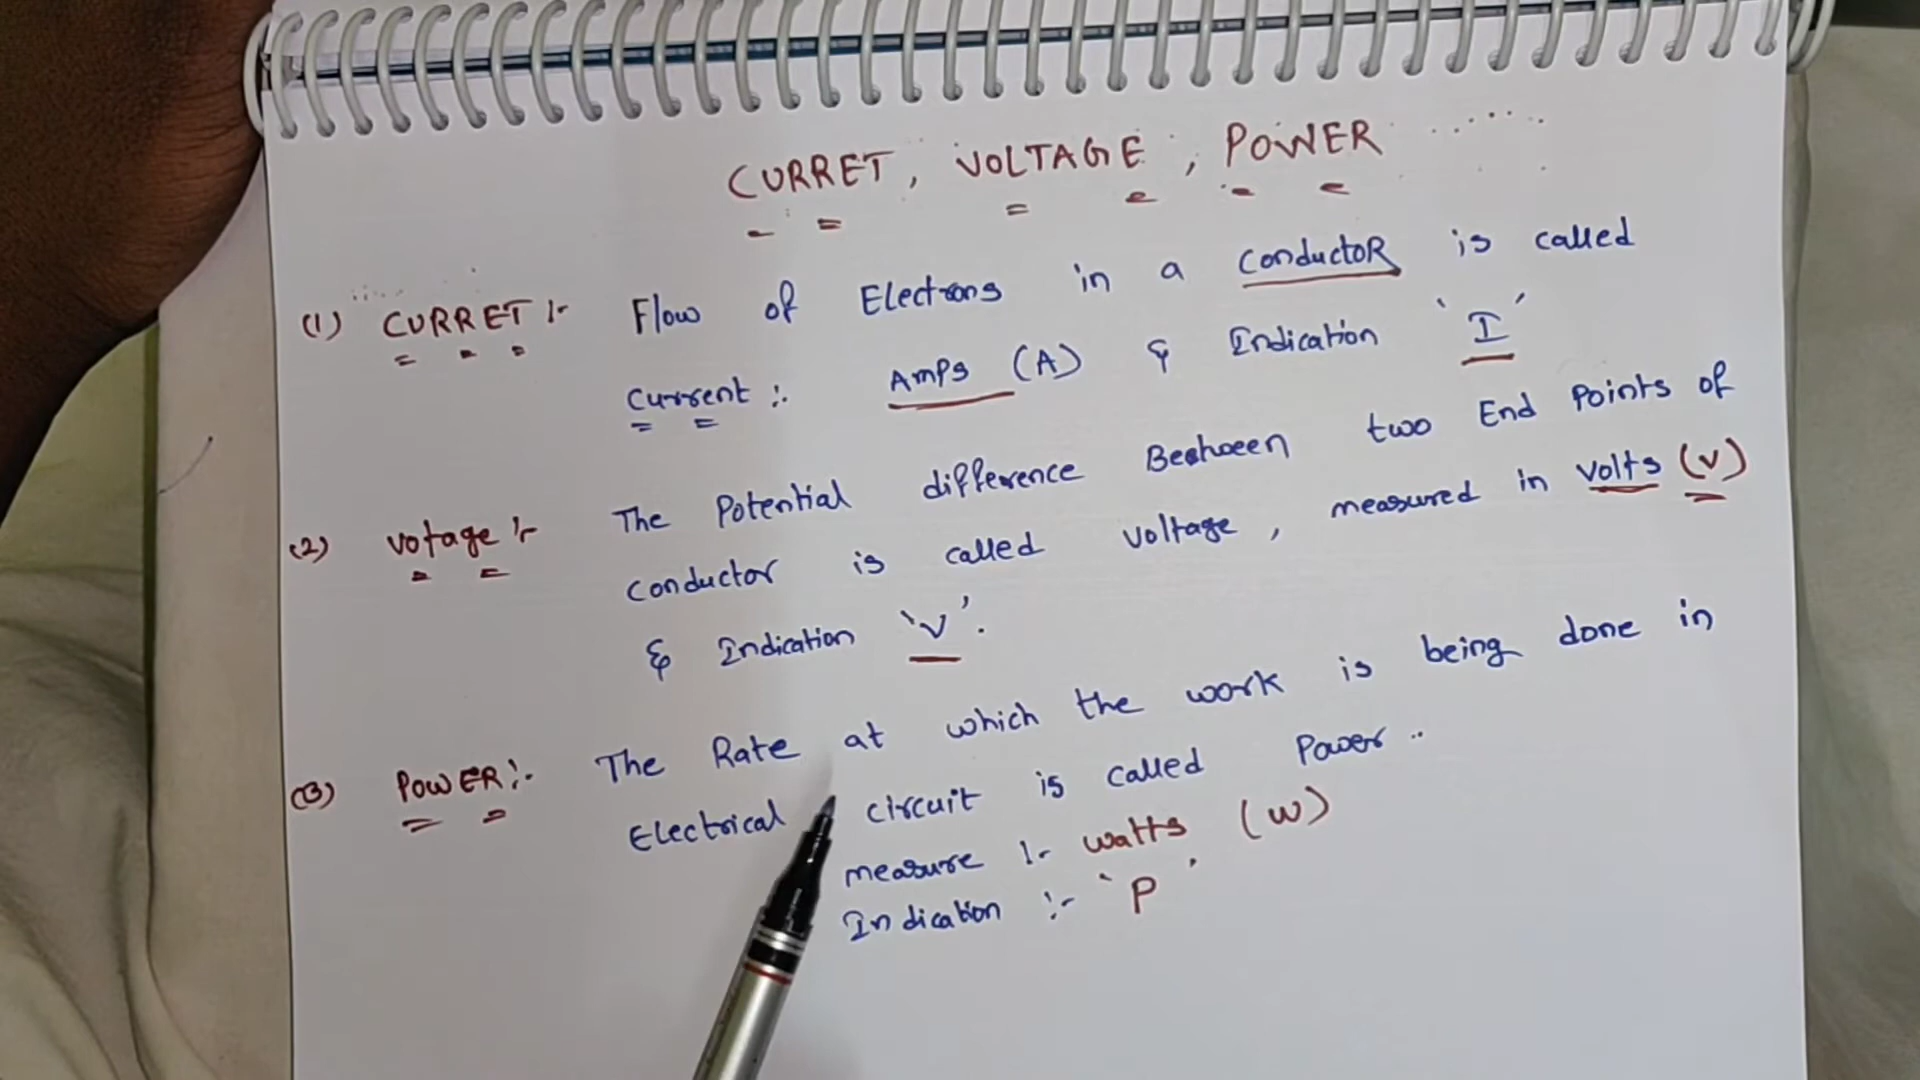 CURRET, VOLTAGE, POWER ......
(1) CURRET :- Flow of Electrons in a conductoR is called
Current :. Amps (A) & Indication 'I'
(2) votage :- The Potential difference Beetween two End Points of
conductor is called voltage, measured in volts (V)
& Indication 'V'.
(3) POWER :- The Rate at which the work is being done in
Electrical circuit is called Power..
measure :- watts (W)
Indication :- 'P'